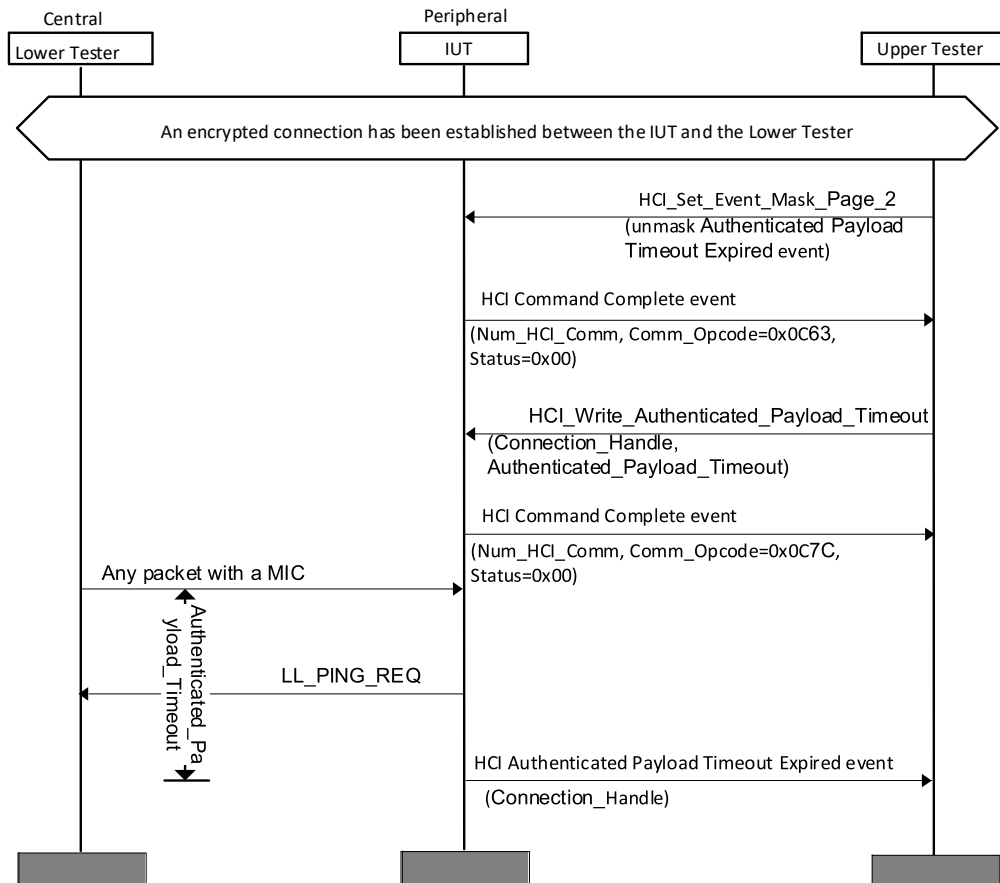 Central
Peripheral
Lower Tester
IUT
Upper Tester
An encrypted connection has been established between the IUT and the Lower Tester
HCI_Set_Event_Mask_Page_2
(unmask Authenticated Payload
Timeout Expired event)
HCI Command Complete event
(Num_HCI_Comm, Comm_Opcode=0x0C63,
Status=0x00)
HCI_Write_Authenticated_Payload_Timeout
(Connection_Handle,
Authenticated_Payload_Timeout)
HCI Command Complete event
(Num_HCI_Comm, Comm_Opcode=0x0C7C,
Status=0x00)
Any packet with a MIC
Authenticated_Pa
yload_Timeout
LL_PING_REQ
HCI Authenticated Payload Timeout Expired event
(Connection_Handle)